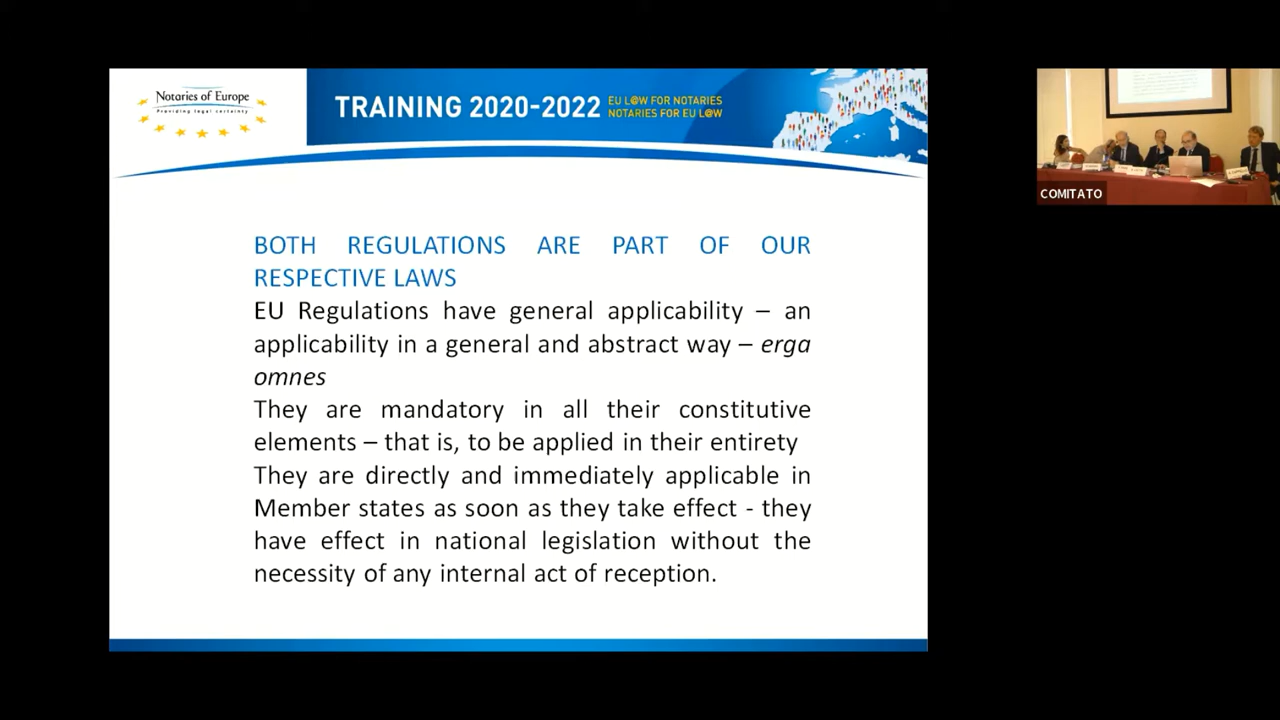 Notaries of Europe
Providing legal certainty
TRAINING 2020-2022
EU L@W FOR NOTARIES
NOTARIES FOR EU L@W
BOTH REGULATIONS ARE PART OF OUR
RESPECTIVE LAWS
EU Regulations have general applicability – an
applicability in a general and abstract way – erga
omnes
They are mandatory in all their constitutive
elements – that is, to be applied in their entirety
They are directly and immediately applicable in
Member states as soon as they take effect - they
have effect in national legislation without the
necessity of any internal act of reception.
COMITATO